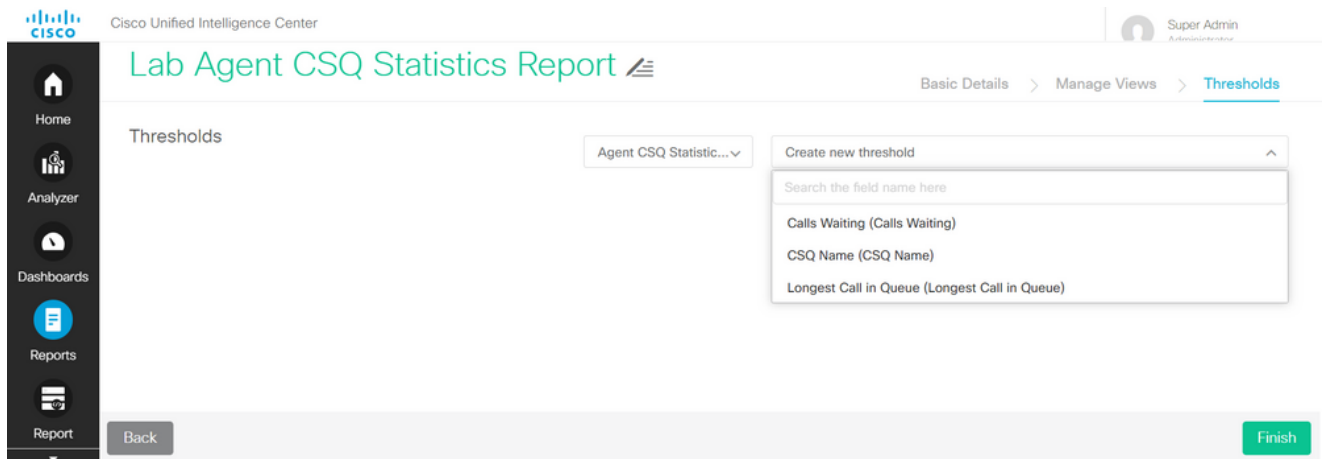 CISCO
Cisco Unified Intelligence Center
Super Admin
Administrator
Lab Agent CSQ Statistics Report
Basic Details > Manage Views > Thresholds
Home
Analyzer
Dashboards
Reports
Report
Thresholds
Agent CSQ Statistic...
Create new threshold
Search the field name here
Calls Waiting (Calls Waiting)
CSQ Name (CSQ Name)
Longest Call in Queue (Longest Call in Queue)
Back
Finish